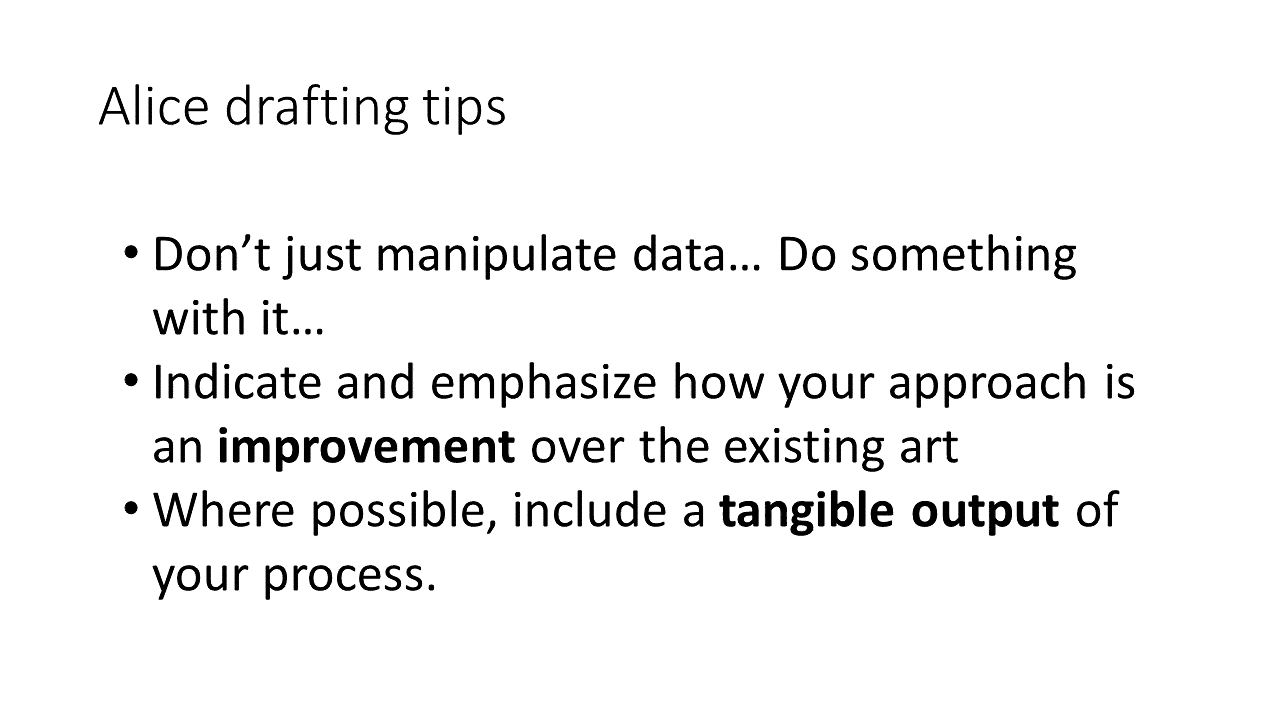 Alice drafting tips
• Don’t just manipulate data… Do something
with it…
• Indicate and emphasize how your approach is
an improvement over the existing art
• Where possible, include a tangible output of
your process.